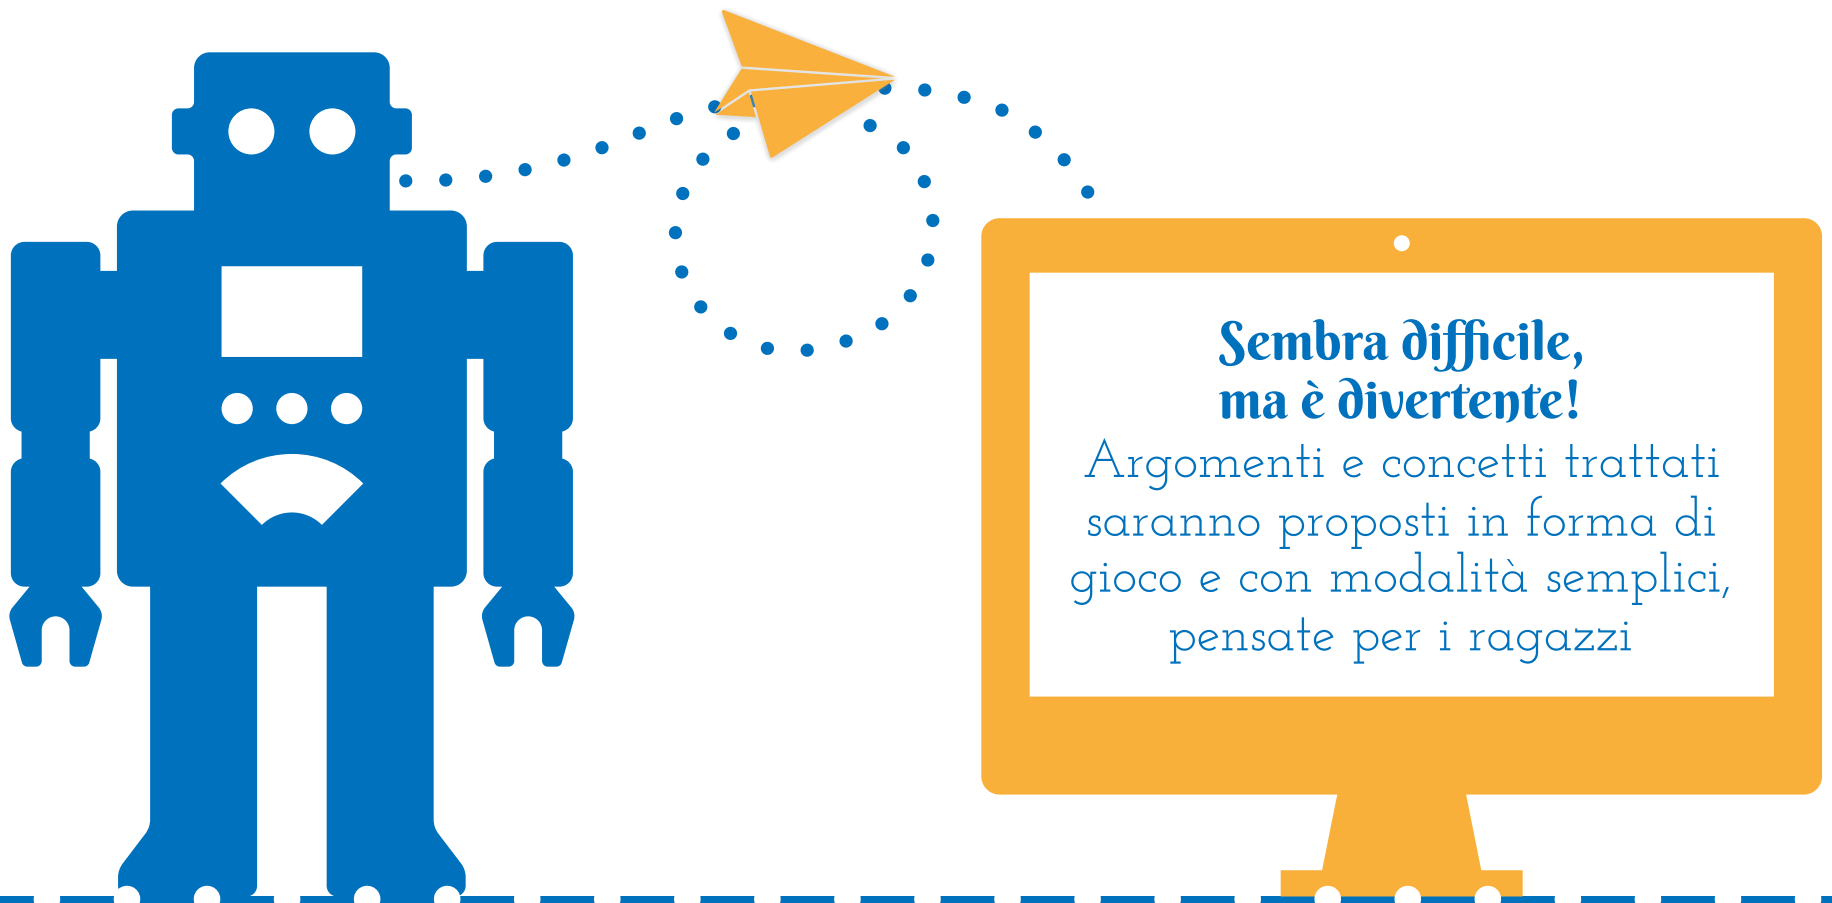 Sembra difficile,
ma è divertente!
Argomenti e concetti trattati
saranno proposti in forma di
gioco e con modalità semplici,
pensate per i ragazzi